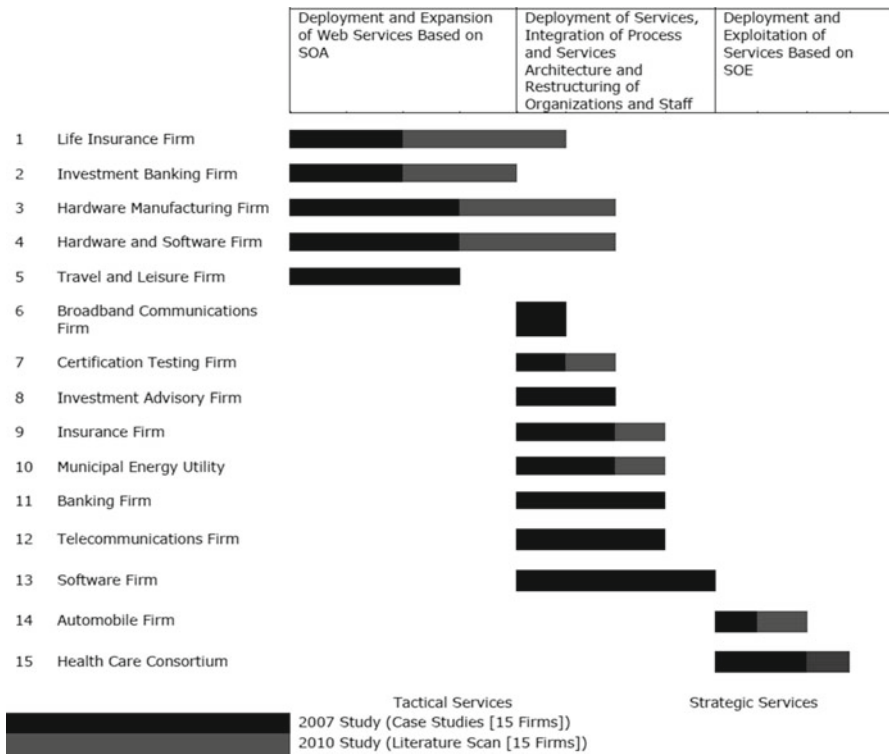 Deployment and Expansion
of Web Services Based on
SOA
Deployment of Services,
Integration of Process
and Services
Architecture and
Restructuring of
Organizations and Staff
Deployment and
Exploitation of
Services Based on
SOE
1 Life Insurance Firm
2 Investment Banking Firm
3 Hardware Manufacturing Firm
4 Hardware and Software Firm
5 Travel and Leisure Firm
6 Broadband Communications
Firm
7 Certification Testing Firm
8 Investment Advisory Firm
9 Insurance Firm
10 Municipal Energy Utility
11 Banking Firm
12 Telecommunications Firm
13 Software Firm
14 Automobile Firm
15 Health Care Consortium
Tactical Services Strategic Services
2007 Study (Case Studies [15 Firms])
2010 Study (Literature Scan [15 Firms])